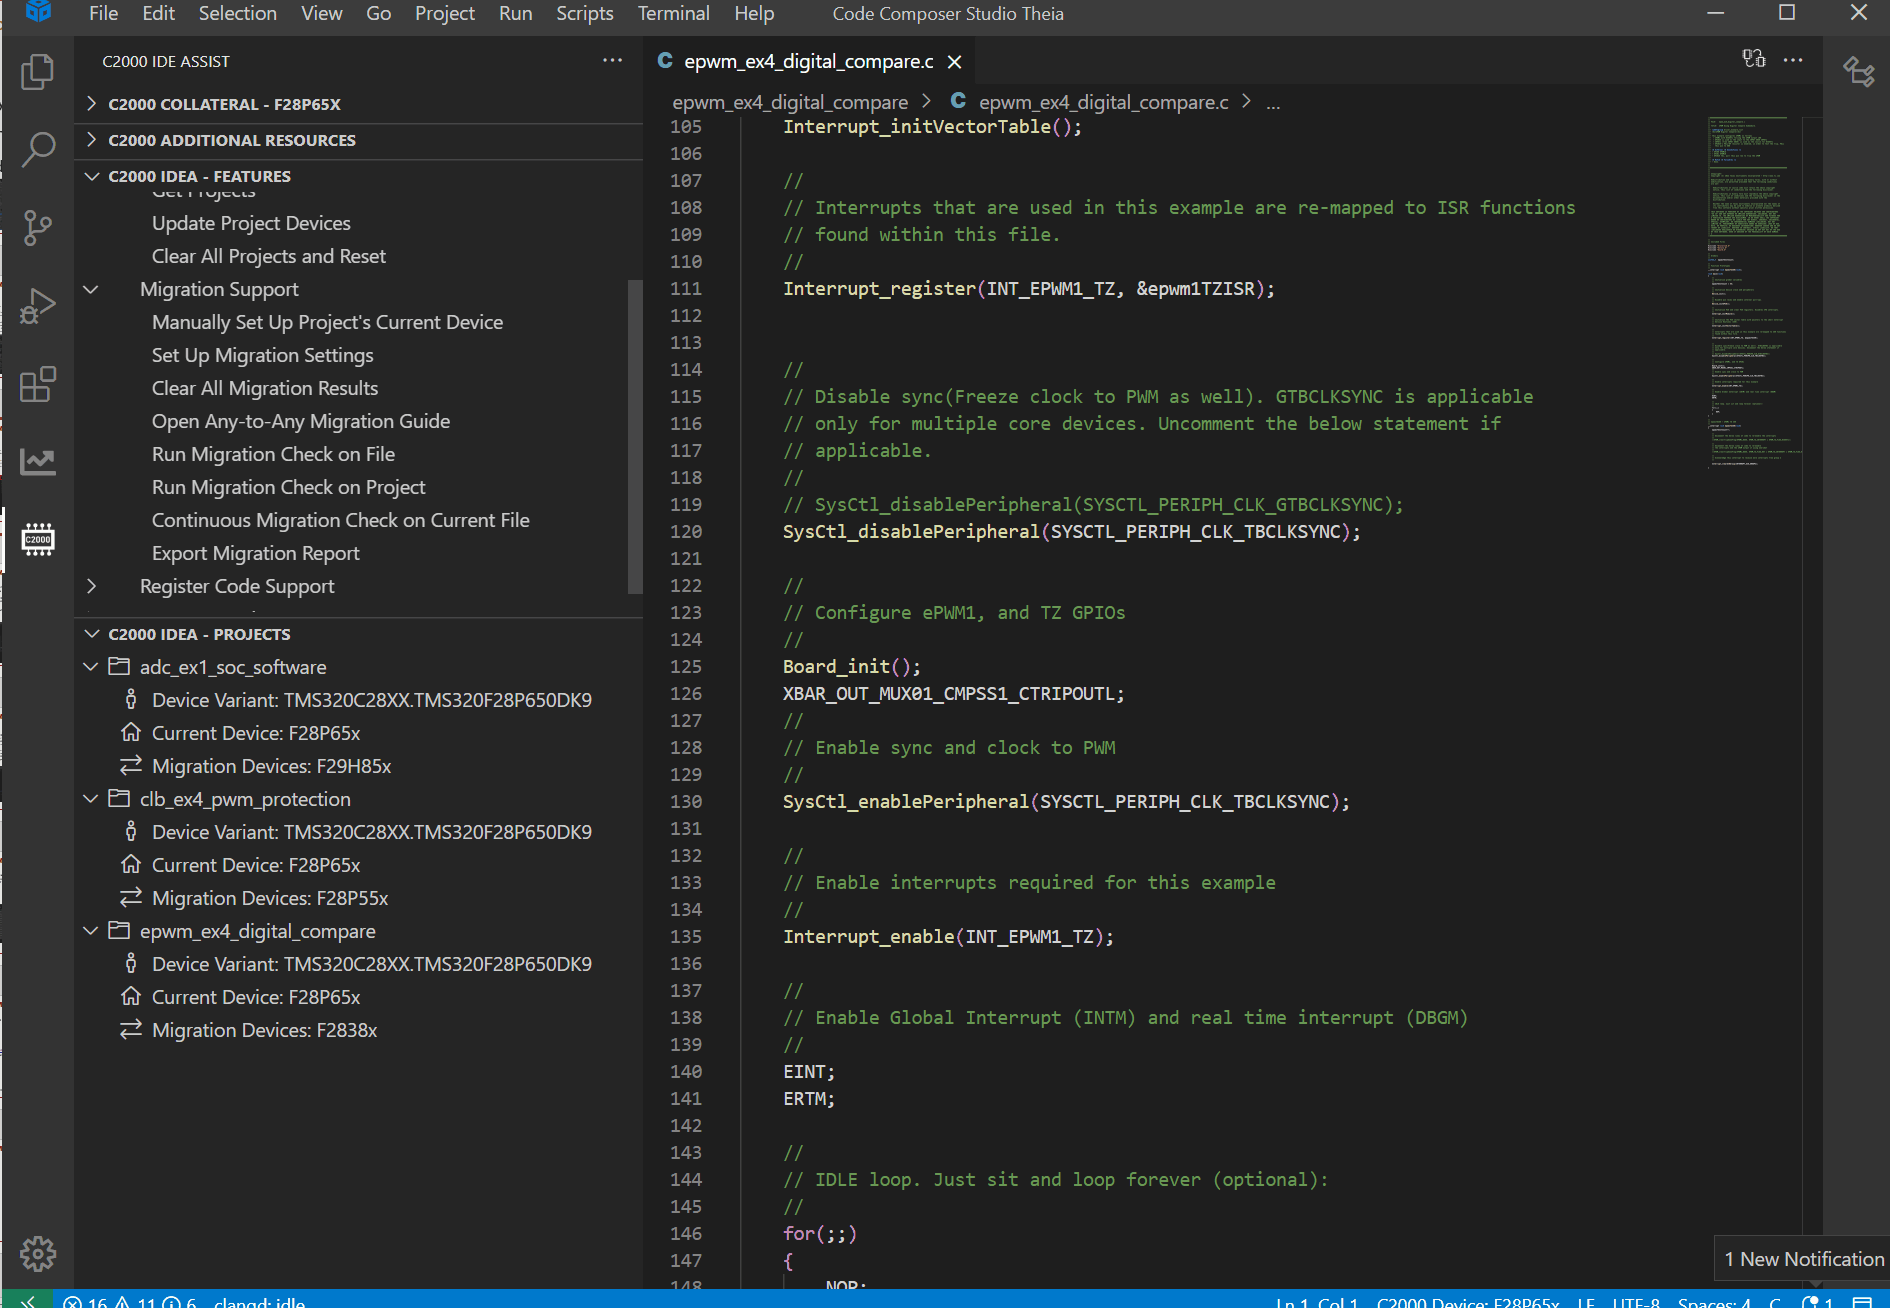 File Edit Selection View Go Project Run Scripts Terminal Help Code Composer Studio Theia
C2000 IDE ASSIST
C2000 COLLATERAL - F28P65X
C2000 ADDITIONAL RESOURCES
C2000 IDEA - FEATURES
Get Projects
Update Project Devices
Clear All Projects and Reset
Migration Support
Manually Set Up Project's Current Device
Set Up Migration Settings
Clear All Migration Results
Open Any-to-Any Migration Guide
Run Migration Check on File
Run Migration Check on Project
Continuous Migration Check on Current File
Export Migration Report
Register Code Support
C2000 IDEA - PROJECTS
adc_ex1_soc_software
Device Variant: TMS320C28XX.TMS320F28P650DK9
Current Device: F28P65x
Migration Devices: F29H85x
clb_ex4_pwm_protection
Device Variant: TMS320C28XX.TMS320F28P650DK9
Current Device: F28P65x
Migration Devices: F28P55x
epwm_ex4_digital_compare
Device Variant: TMS320C28XX.TMS320F28P650DK9
Current Device: F28P65x
Migration Devices: F2838x
C2000
C epwm_ex4_digital_compare.c
epwm_ex4_digital_compare > C epwm_ex4_digital_compare.c > ...
105 Interrupt_initVectorTable();
106
107 //
108 // Interrupts that are used in this example are re-mapped to ISR functions
109 // found within this file.
110 //
111 Interrupt_register(INT_EPWM1_TZ, &epwm1TZISR);
112
113
114 //
115 // Disable sync(Freeze clock to PWM as well). GTBCLKSYNC is applicable
116 // only for multiple core devices. Uncomment the below statement if
117 // applicable.
118 //
119 // SysCtl_disablePeripheral(SYSCTL_PERIPH_CLK_GTBCLKSYNC);
120 SysCtl_disablePeripheral(SYSCTL_PERIPH_CLK_TBCLKSYNC);
121
122 //
123 // Configure ePWM1, and TZ GPIOs
124 //
125 Board_init();
126 XBAR_OUT_MUX01_CMPSS1_CTRIPOUTL;
127 //
128 // Enable sync and clock to PWM
129 //
130 SysCtl_enablePeripheral(SYSCTL_PERIPH_CLK_TBCLKSYNC);
131
132 //
133 // Enable interrupts required for this example
134 //
135 Interrupt_enable(INT_EPWM1_TZ);
136
137 //
138 // Enable Global Interrupt (INTM) and real time interrupt (DBGM)
139 //
140 EINT;
141 ERTM;
142
143 //
144 // IDLE loop. Just sit and loop forever (optional):
145 //
146 for(;;)
147 {
148 NOP;
1 New Notification
16 11 6 clangd: idle Ln 1, Col 1 C2000 Device: F28P65x LF UTF-8 Spaces: 4 C 1